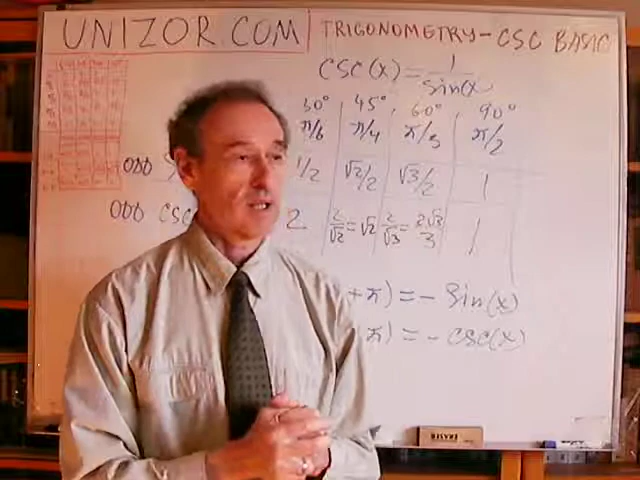 UNIZOR.COM
TRIGONOMETRY - CSC BASIC
CSC(x) = 1/Sin(x)
30° 45° 60° 90°
π/6 π/4 π/3 π/2
ODD 1/2 √2/2 √3/2 1
ODD CSC 2 2/√2 = √2 2/√3 = 2√3/3 1
+π) = - Sin(x)
π) = - CSC(x)